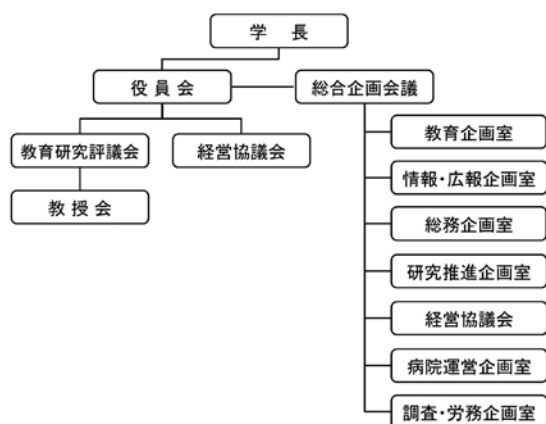 学　長
役員会
総合企画会議
教育研究評議会
経営協議会
教授会
教育企画室
情報・広報企画室
総務企画室
研究推進企画室
経営協議会
病院運営企画室
調査・労務企画室